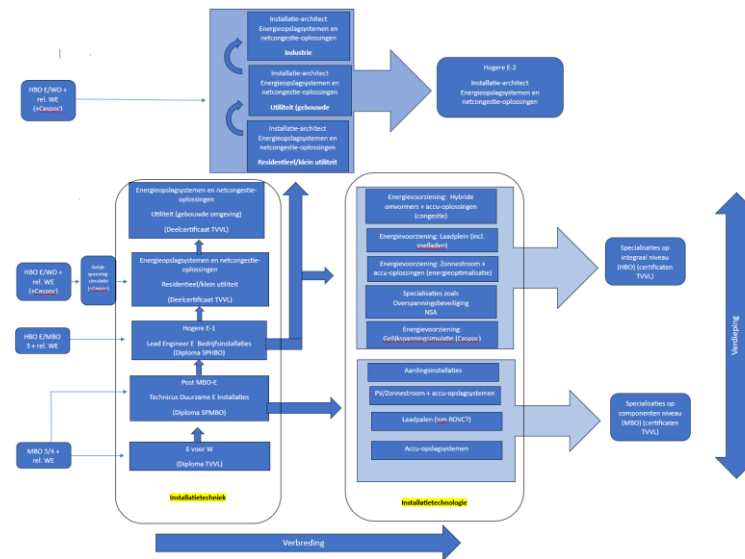 Installatie-architect
Energieopslagsystemen en
netcongestie-oplossingen
Industrie
Installatie-architect
Energieopslagsystemen en
netcongestie-oplossingen
Utiliteit (gebouwde
Installatie-architect
Energieopslagsystemen en
netcongestie-oplossingen
Residentieel/klein utiliteit
Hogere E-2
Installatie-architect
Energieopslagsystemen en
netcongestie-oplossingen
HBO E/WO +
rel. WE
(+Caspoc)
Energieopslagsystemen en netcongestie-
oplossingen
Utiliteit (gebouwde omgeving)
(Deelcertificaat TVVL)
HBO E/WO +
rel. WE
(+Caspoc)
Gelijk-
spanning
simulatie
Energieopslagsystemen en netcongestie-
oplossingen
Residentieel/klein utiliteit
(Deelcertificaat TVVL)
HBO E/MBO
3 + rel. WE
Hogere E-1
Lead Engineer E Bedrijfsinstallaties
(Diploma SPHBO)
Post MBO-E
Technicus Duurzame E Installaties
(Diploma SPMBO)
MBO 3/4 +
rel. WE
E voor W
(Diploma TVVL)
Installatietechniek
Energievoorziening: Hybride
omvormers + accu-oplossingen
(congestie)
Energievoorziening: Laadplein (incl.
snelladen)
Energievoorziening: Zonnestroom +
accu-oplossingen (energieoptimalisatie)
Specialisaties zoals
Overspanningsbeveiliging
NSA
Energievoorziening:
Gelijkspanningsimulatie (Caspoc)
Specialisaties op
integraal niveau
(HBO) (certificaten
TVVL)
Aardingsinstallaties
PV/Zonnestroom + accu-opslagsystemen
Laadpalen (ism ROVC?)
Accu-opslagsystemen
Specialisaties op
componenten niveau
(MBO) (certificaten
TVVL)
Installatietechnologie
Verdieping
Verbreding